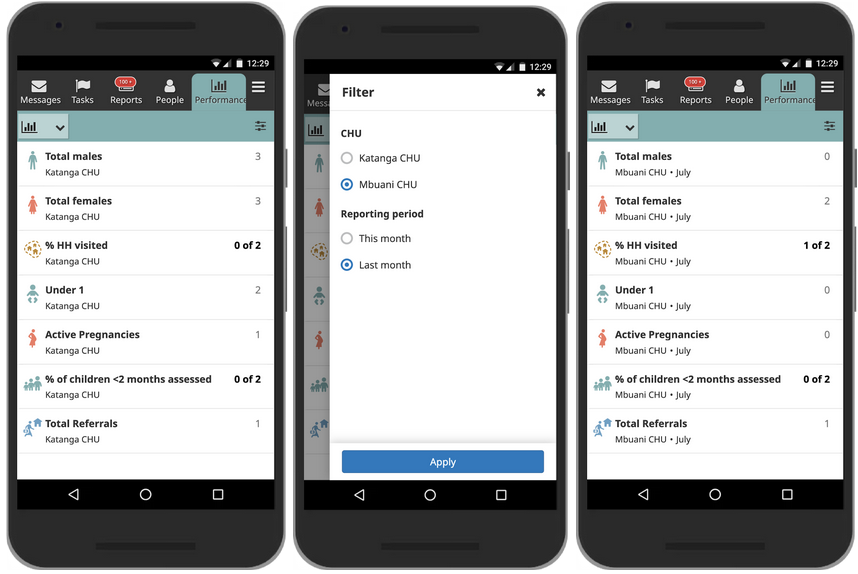 12:29
Messages Tasks Reports People Performance
100+
Total males 3
Katanga CHU
Total females 3
Katanga CHU
% HH visited 0 of 2
Katanga CHU
Under 1 2
Katanga CHU
Active Pregnancies 1
Katanga CHU
% of children <2 months assessed 0 of 2
Katanga CHU
Total Referrals 1
Katanga CHU
12:29
Messa
Filter
CHU
Katanga CHU
Mbuani CHU
Reporting period
This month
Last month
Apply
12:29
100+
Messages Tasks Reports People Performance
Total males 0
Mbuani CHU • July
Total females 2
Mbuani CHU • July
% HH visited 1 of 2
Mbuani CHU • July
Under 1 0
Mbuani CHU • July
Active Pregnancies 0
Mbuani CHU • July
% of children <2 months assessed 0 of 2
Mbuani CHU • July
Total Referrals 1
Mbuani CHU • July